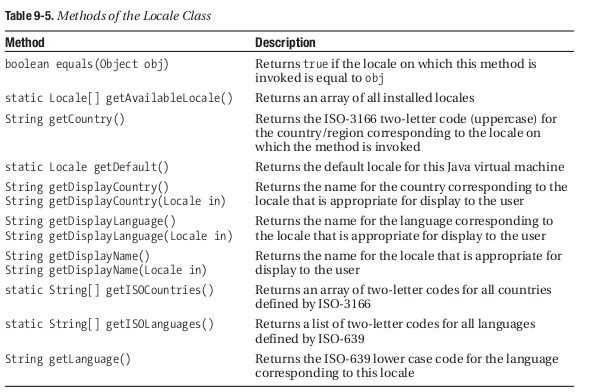 Table 9-5. Methods of the Locale Class
Method Description
boolean equals(Object obj) Returns true if the locale on which this method is
invoked is equal to obj
static Locale[] getAvailableLocale() Returns an array of all installed locales
String getCountry() Returns the ISO-3166 two-letter code (uppercase) for
the country/region corresponding to the locale on
which the method is invoked
static Locale getDefault() Returns the default locale for this Java virtual machine
String getDisplayCountry() Returns the name for the country corresponding to the
String getDisplayCountry(Locale in) locale that is appropriate for display to the user
String getDisplayLanguage() Returns the name for the language corresponding to
String getDisplayLanguage(Locale in) the locale that is appropriate for display to the user
String getDisplayName() Returns the name for the locale that is appropriate for
String getDisplayName(Locale in) display to the user
static String[] getISOCountries() Returns an array of two-letter codes for all countries
defined by ISO-3166
static String[] getISOLanguages() Returns a list of two-letter codes for all languages
defined by ISO-639
String getLanguage() Returns the ISO-639 lower case code for the language
corresponding to this locale